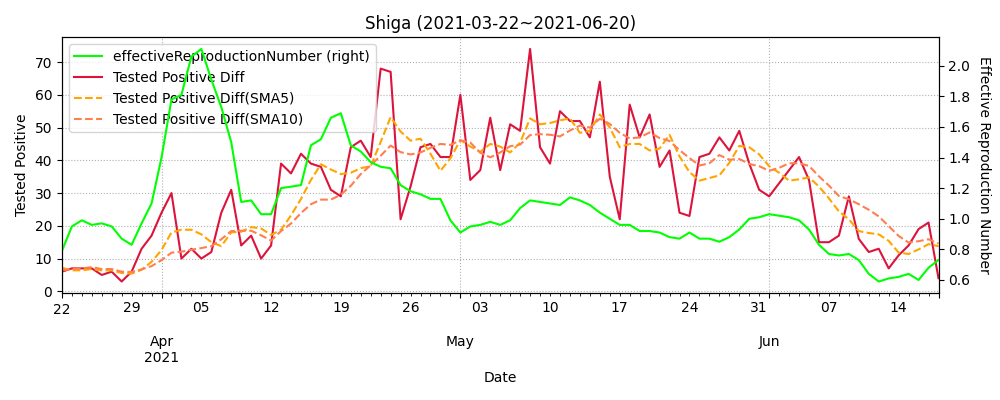 Shiga (2021-03-22~2021-06-20)
effectiveReproductionNumber (right)
Tested Positive Diff
Tested Positive Diff(SMA5)
Tested Positive Diff(SMA10)
Tested Positive
70
60
50
40
30
20
10
0
2.0
1.8
1.6
1.4
1.2
1.0
0.8
0.6
Effective Reproduction Number
22 29 05 12 19 26 03 10 17 24 31 07 14
Apr May Jun
2021
Date